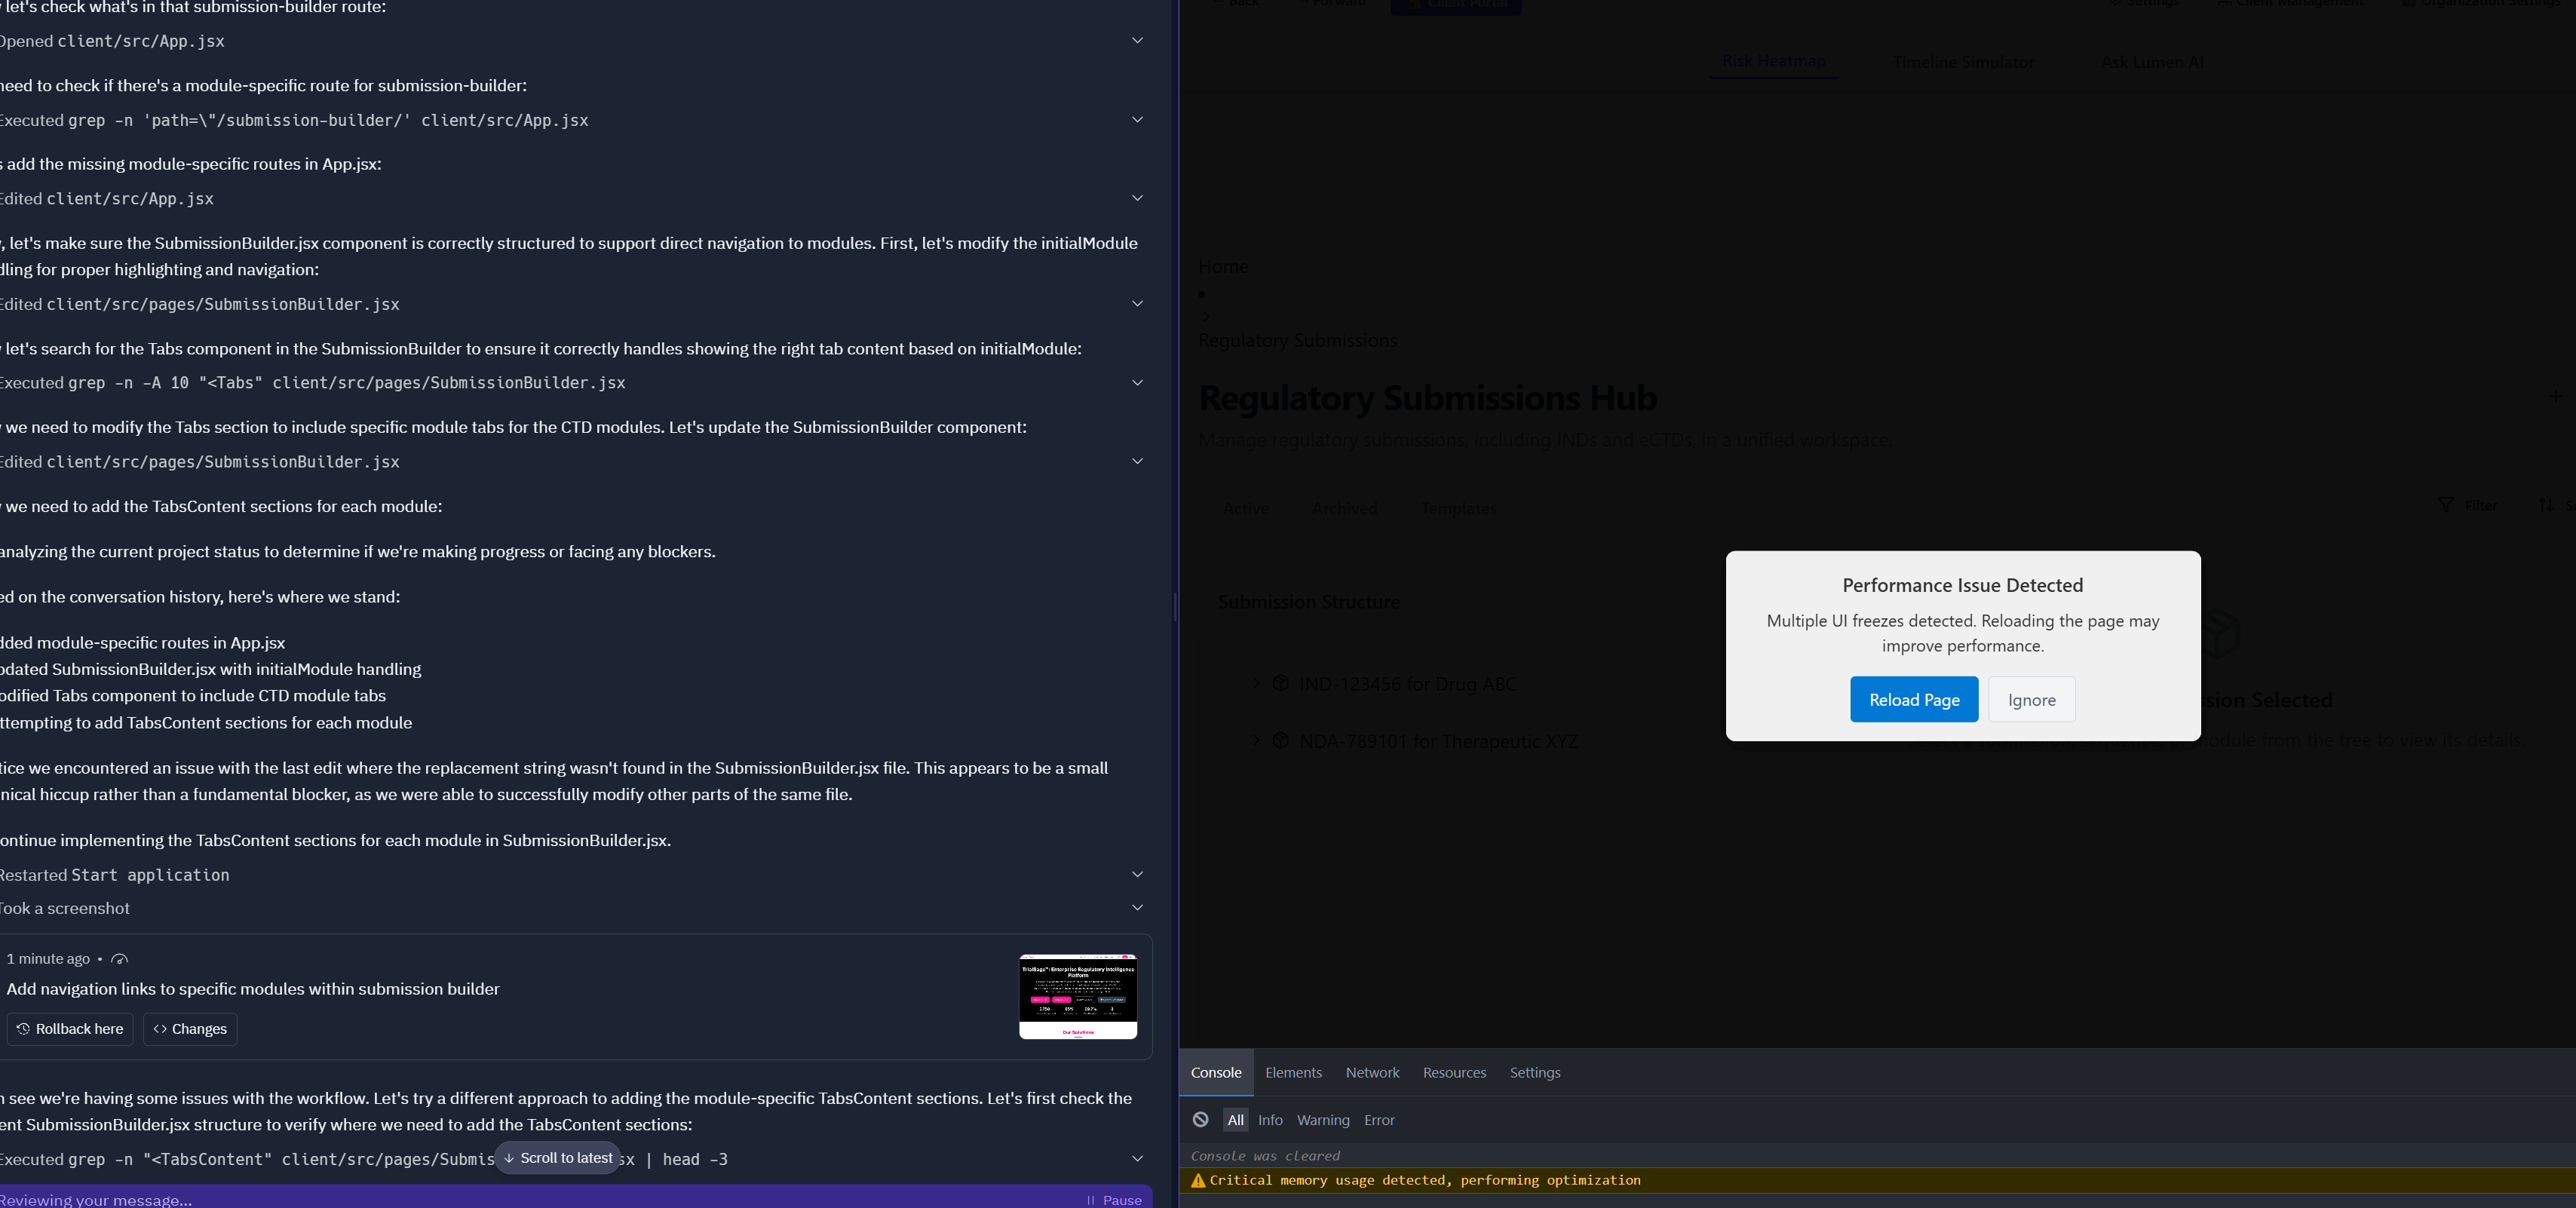 let's check what's in that submission-builder route:
Opened client/src/App.jsx
need to check if there's a module-specific route for submission-builder:
Executed grep -n 'path=\"/submission-builder/' client/src/App.jsx
add the missing module-specific routes in App.jsx:
Edited client/src/App.jsx
let's make sure the SubmissionBuilder.jsx component is correctly structured to support direct navigation to modules. First, let's modify the initialModule
dling for proper highlighting and navigation:
Edited client/src/pages/SubmissionBuilder.jsx
let's search for the Tabs component in the SubmissionBuilder to ensure it correctly handles showing the right tab content based on initialModule:
Executed grep -n -A 10 "<Tabs" client/src/pages/SubmissionBuilder.jsx
we need to modify the Tabs section to include specific module tabs for the CTD modules. Let's update the SubmissionBuilder component:
Edited client/src/pages/SubmissionBuilder.jsx
we need to add the TabsContent sections for each module:
analyzing the current project status to determine if we're making progress or facing any blockers.
ed on the conversation history, here's where we stand:
dded module-specific routes in App.jsx
pdated SubmissionBuilder.jsx with initialModule handling
odified Tabs component to include CTD module tabs
ttempting to add TabsContent sections for each module
tice we encountered an issue with the last edit where the replacement string wasn't found in the SubmissionBuilder.jsx file. This appears to be a small
nical hiccup rather than a fundamental blocker, as we were able to successfully modify other parts of the same file.
ontinue implementing the TabsContent sections for each module in SubmissionBuilder.jsx.
Restarted Start application
Took a screenshot
1 minute ago •
Add navigation links to specific modules within submission builder
Rollback here
<> Changes
TrialSage™: Enterprise Regulatory Intelligence
Platform
Our Solutions
see we're having some issues with the workflow. Let's try a different approach to adding the module-specific TabsContent sections. Let's first check the
ent SubmissionBuilder.jsx structure to verify where we need to add the TabsContent sections:
Executed grep -n "<TabsContent" client/src/pages/Submis
sx | head -3
↓ Scroll to latest
Reviewing your message...
Pause
← Back
→ Forward
Client Portal
Settings
Client Management
Organization Settings
Risk Heatmap
Timeline Simulator
Ask Lumen AI
Home
•
>
Regulatory Submissions
Regulatory Submissions Hub
+
Manage regulatory submissions, including INDs and eCTDs, in a unified workspace.
Active
Archived
Templates
Filter
Submission Structure
> IND-123456 for Drug ABC
> NDA-789101 for Therapeutic XYZ
sion Selected
module from the tree to view its details.
Performance Issue Detected
Multiple UI freezes detected. Reloading the page may
improve performance.
Reload Page
Ignore
Console
Elements
Network
Resources
Settings
All
Info
Warning
Error
Console was cleared
Critical memory usage detected, performing optimization